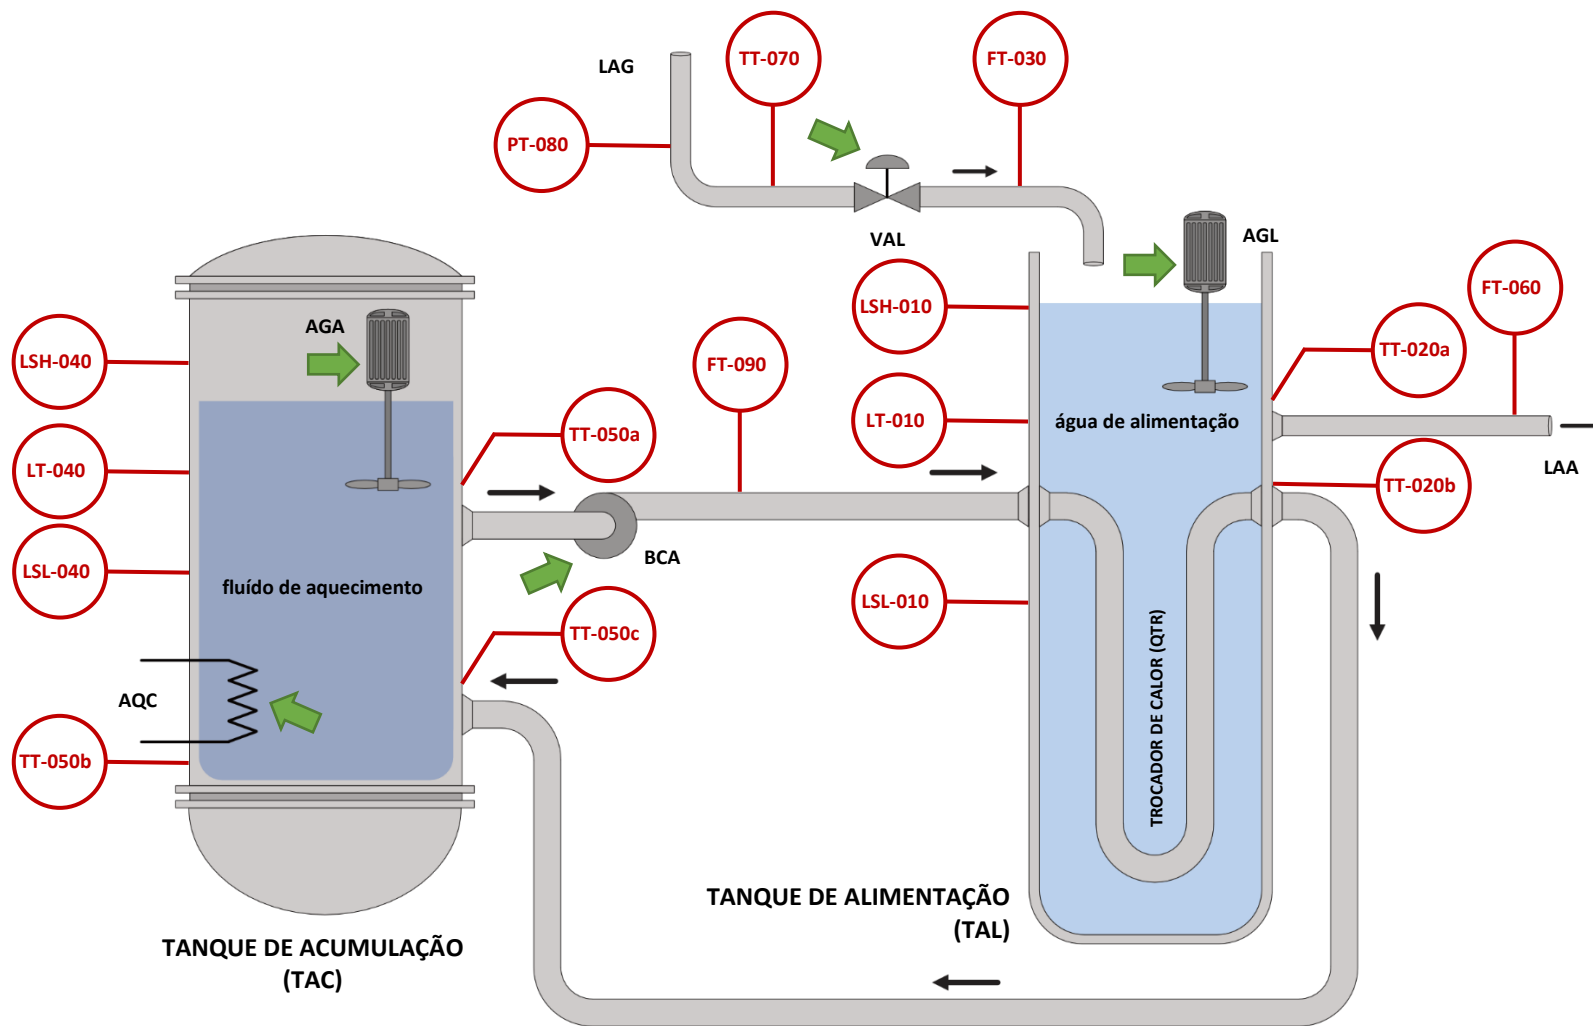 LAG
TT-070
FT-030
PT-080
VAL
AGL
LSH-010
FT-060
AGA
LSH-040
FT-090
TT-020a
LT-010
água de alimentação
TT-050a
LT-040
LAA
TT-020b
BCA
LSL-040
fluído de aquecimento
LSL-010
TT-050c
TROCADOR DE CALOR (QTR)
AQC
TT-050b
TANQUE DE ALIMENTAÇÃO
(TAL)
TANQUE DE ACUMULAÇÃO
(TAC)